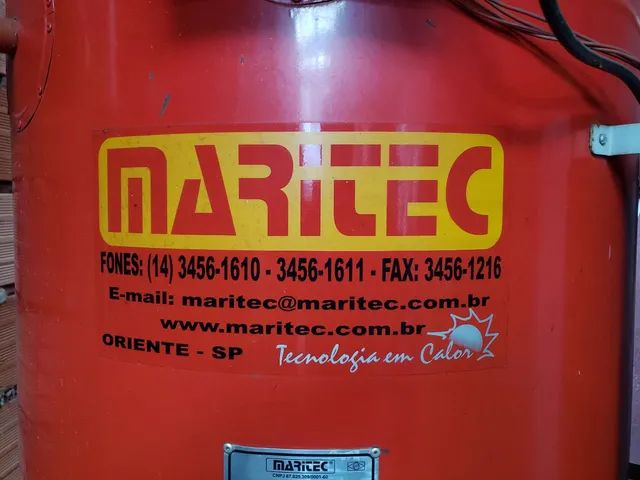 MARITEC
FONES: (14) 3456-1610 - 3456-1611 - FAX: 3456-1216
E-mail: maritec@maritec.com.br
www.maritec.com.br
ORIENTE - SP
Tecnologia em Calor
MARITEC